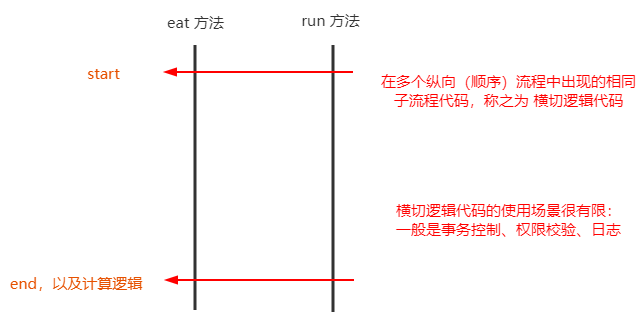 eat 方法
run 方法
start
在多个纵向（顺序）流程中出现的相同
子流程代码，称之为 横切逻辑代码
横切逻辑代码的使用场景很有限：
一般是事务控制、权限校验、日志
end，以及计算逻辑